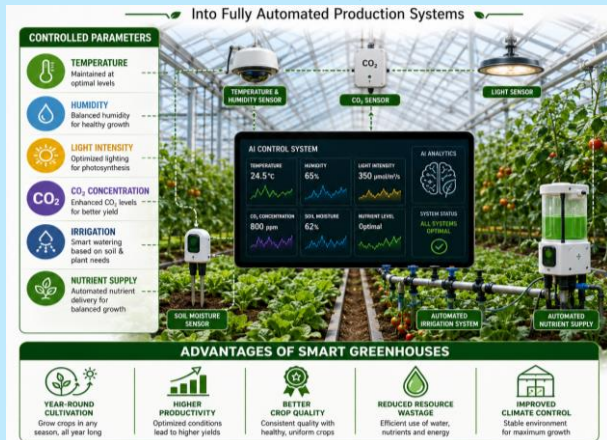 Into Fully Automated Production Systems
CONTROLLED PARAMETERS
TEMPERATURE
Maintained at
optimal levels
HUMIDITY
Balanced humidity
for healthy growth
LIGHT INTENSITY
Optimized lighting
for photosynthesis
CO₂
CO₂ CONCENTRATION
Enhanced CO₂ levels
for better yield
IRRIGATION
Smart watering
based on soil &
plant needs
NUTRIENT SUPPLY
Automated nutrient
delivery for
balanced growth
TEMPERATURE &
HUMIDITY SENSOR
CO₂
CO₂ SENSOR
LIGHT SENSOR
AI CONTROL SYSTEM
TEMPERATURE
24.5°C
HUMIDITY
65%
LIGHT INTENSITY
350 µmol/m²/s
CO₂ CONCENTRATION
800 ppm
SOIL MOISTURE
62%
NUTRIENT LEVEL
Optimal
AI ANALYTICS
SYSTEM STATUS
ALL SYSTEMS
OPTIMAL
SOIL MOISTURE
SENSOR
AUTOMATED
IRRIGATION SYSTEM
AUTOMATED
NUTRIENT SUPPLY
ADVANTAGES OF SMART GREENHOUSES
YEAR-ROUND
CULTIVATION
Grow crops in any
season, all year long
HIGHER
PRODUCTIVITY
Optimized conditions
lead to higher yields
BETTER
CROP QUALITY
Consistent quality with
healthy, uniform crops
REDUCED RESOURCE
WASTAGE
Efficient use of water,
nutrients and energy
IMPROVED
CLIMATE CONTROL
Stable environment
for maximum growth